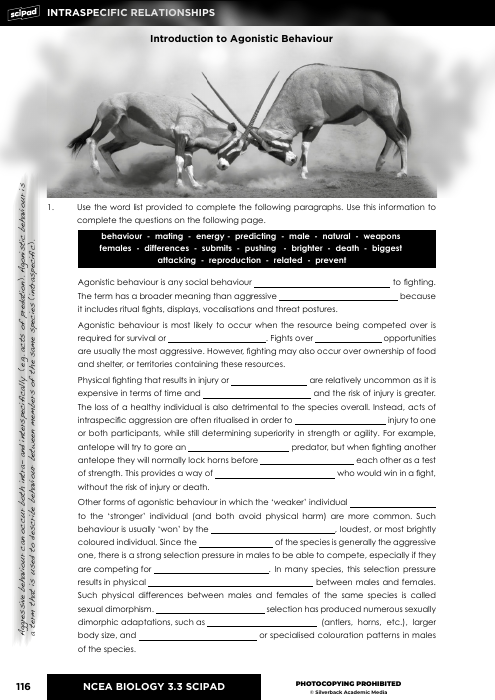 scipad INTRASPECIFIC RELATIONSHIPS
Introduction to Agonistic Behaviour
Aggressive behaviour can occur both intra- and interspecifically (e.g. acts of predation). Agonistic behaviour is
a term that is used to describe behaviour between members of the same species (intraspecific).
1. Use the word list provided to complete the following paragraphs. Use this information to
complete the questions on the following page.
behaviour - mating - energy - predicting - male - natural - weapons
females - differences - submits - pushing - brighter - death - biggest
attacking - reproduction - related - prevent
Agonistic behaviour is any social behaviour ____ to fighting.
The term has a broader meaning than aggressive ____ because
it includes ritual fights, displays, vocalisations and threat postures.
Agonistic behaviour is most likely to occur when the resource being competed over is
required for survival or ____. Fights over ____ opportunities
are usually the most aggressive. However, fighting may also occur over ownership of food
and shelter, or territories containing these resources.
Physical fighting that results in injury or ____ are relatively uncommon as it is
expensive in terms of time and ____ and the risk of injury is greater.
The loss of a healthy individual is also detrimental to the species overall. Instead, acts of
intraspecific aggression are often ritualised in order to ____ injury to one
or both participants, while still determining superiority in strength or agility. For example,
antelope will try to gore an ____ predator, but when fighting another
antelope they will normally lock horns before ____ each other as a test
of strength. This provides a way of ____ who would win in a fight,
without the risk of injury or death.
Other forms of agonistic behaviour in which the 'weaker' individual ____
to the 'stronger' individual (and both avoid physical harm) are more common. Such
behaviour is usually 'won' by the ____, loudest, or most brightly
coloured individual. Since the ____ of the species is generally the aggressive
one, there is a strong selection pressure in males to be able to compete, especially if they
are competing for ____. In many species, this selection pressure
results in physical ____ between males and females.
Such physical differences between males and females of the same species is called
sexual dimorphism. ____ selection has produced numerous sexually
dimorphic adaptations, such as ____ (antlers, horns, etc.), larger
body size, and ____ or specialised colouration patterns in males
of the species.
116 NCEA BIOLOGY 3.3 SCIPAD PHOTOCOPYING PROHIBITED
© Silverback Academic Media